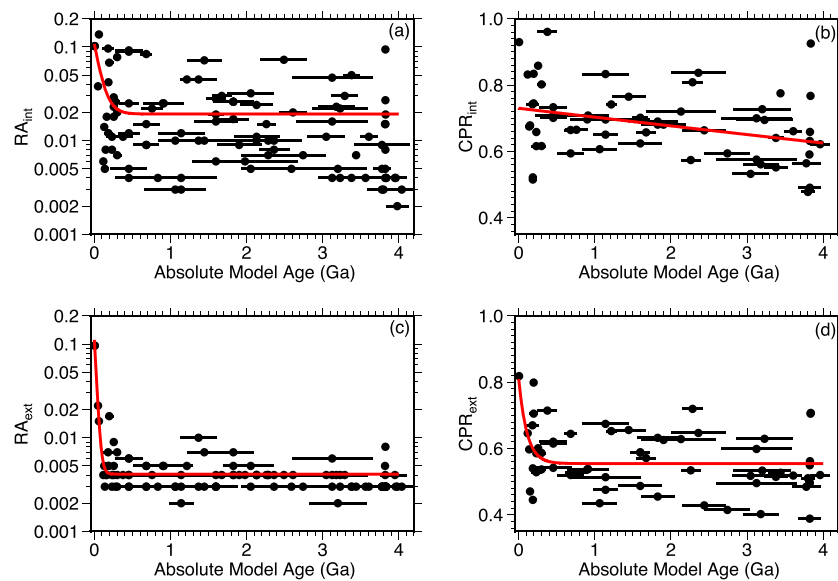 (a)
0.2
0.1
0.05
0.02
0.01
0.005
0.002
0.001
RAint
0 1 2 3 4
Absolute Model Age (Ga)
(b)
1.0
0.8
0.6
0.4
CPRint
0 1 2 3 4
Absolute Model Age (Ga)
(c)
0.2
0.1
0.05
0.02
0.01
0.005
0.002
0.001
RAext
0 1 2 3 4
Absolute Model Age (Ga)
(d)
1.0
0.8
0.6
0.4
CPRext
0 1 2 3 4
Absolute Model Age (Ga)